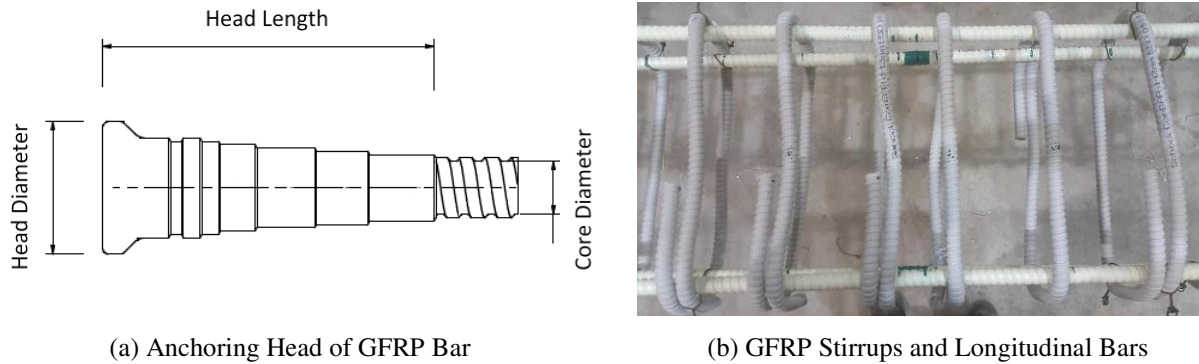 Head Length
Head Diameter
Core Diameter
(a) Anchoring Head of GFRP Bar
(b) GFRP Stirrups and Longitudinal Bars